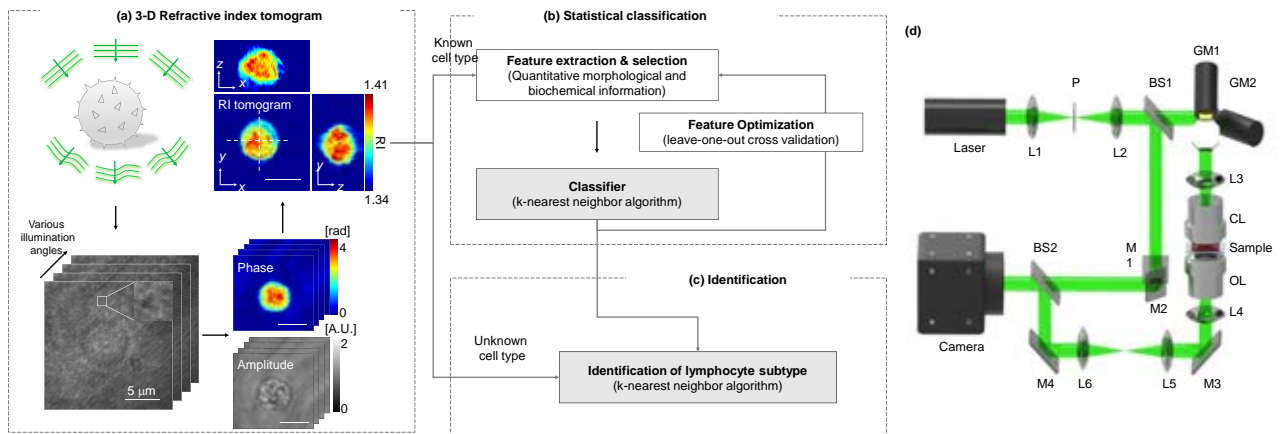 (a) 3-D Refractive index tomogram
z
x
RI tomogram
y
x
y
z
1.41
RI
1.34
Various
illumination
angles
5 μm
[rad]
4
Phase
0
[A.U.]
2
Amplitude
0
(b) Statistical classification
Known
cell type
Feature extraction & selection
(Quantitative morphological and
biochemical information)
Feature Optimization
(leave-one-out cross validation)
Classifier
(k-nearest neighbor algorithm)
(c) Identification
Unknown
cell type
Identification of lymphocyte subtype
(k-nearest neighbor algorithm)
(d)
GM1
P
BS1
GM2
Laser
L1
L2
L3
CL
BS2
M
1
Sample
OL
M2
L4
Camera
M4
L6
L5
M3